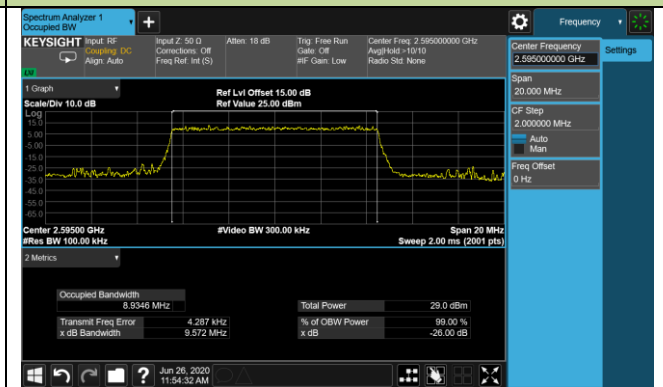 Spectrum Analyzer 1
Occupied BW
+
Frequency
KEYSIGHT
Input: RF
Coupling: DC
Align: Auto
Input Z: 50 Ω
Corrections: Off
Freq Ref: Int (S)
Atten: 18 dB
Trig: Free Run
Gate: Off
#IF Gain: Low
Center Freq: 2.595000000 GHz
Avg|Hold >10/10
Radio Std: None
Center Frequency
2.595000000 GHz
Settings
Span
20.000 MHz
CF Step
2.000000 MHz
Auto
Man
Freq Offset
0 Hz
1 Graph
Scale/Div 10.0 dB
Ref Lvl Offset 15.00 dB
Ref Value 25.00 dBm
Log
15.0
5.00
-5.00
-15.0
-25.0
-35.0
-45.0
-55.0
-65.0
Center 2.59500 GHz
#Res BW 100.00 kHz
#Video BW 300.00 kHz
Span 20 MHz
Sweep 2.00 ms (2001 pts)
2 Metrics
Occupied Bandwidth
8.9346 MHz
Total Power 29.0 dBm
Transmit Freq Error 4.287 kHz
% of OBW Power 99.00 %
x dB Bandwidth 9.572 MHz
x dB -26.00 dB
?
Jun 26, 2020
11:54:32 AM